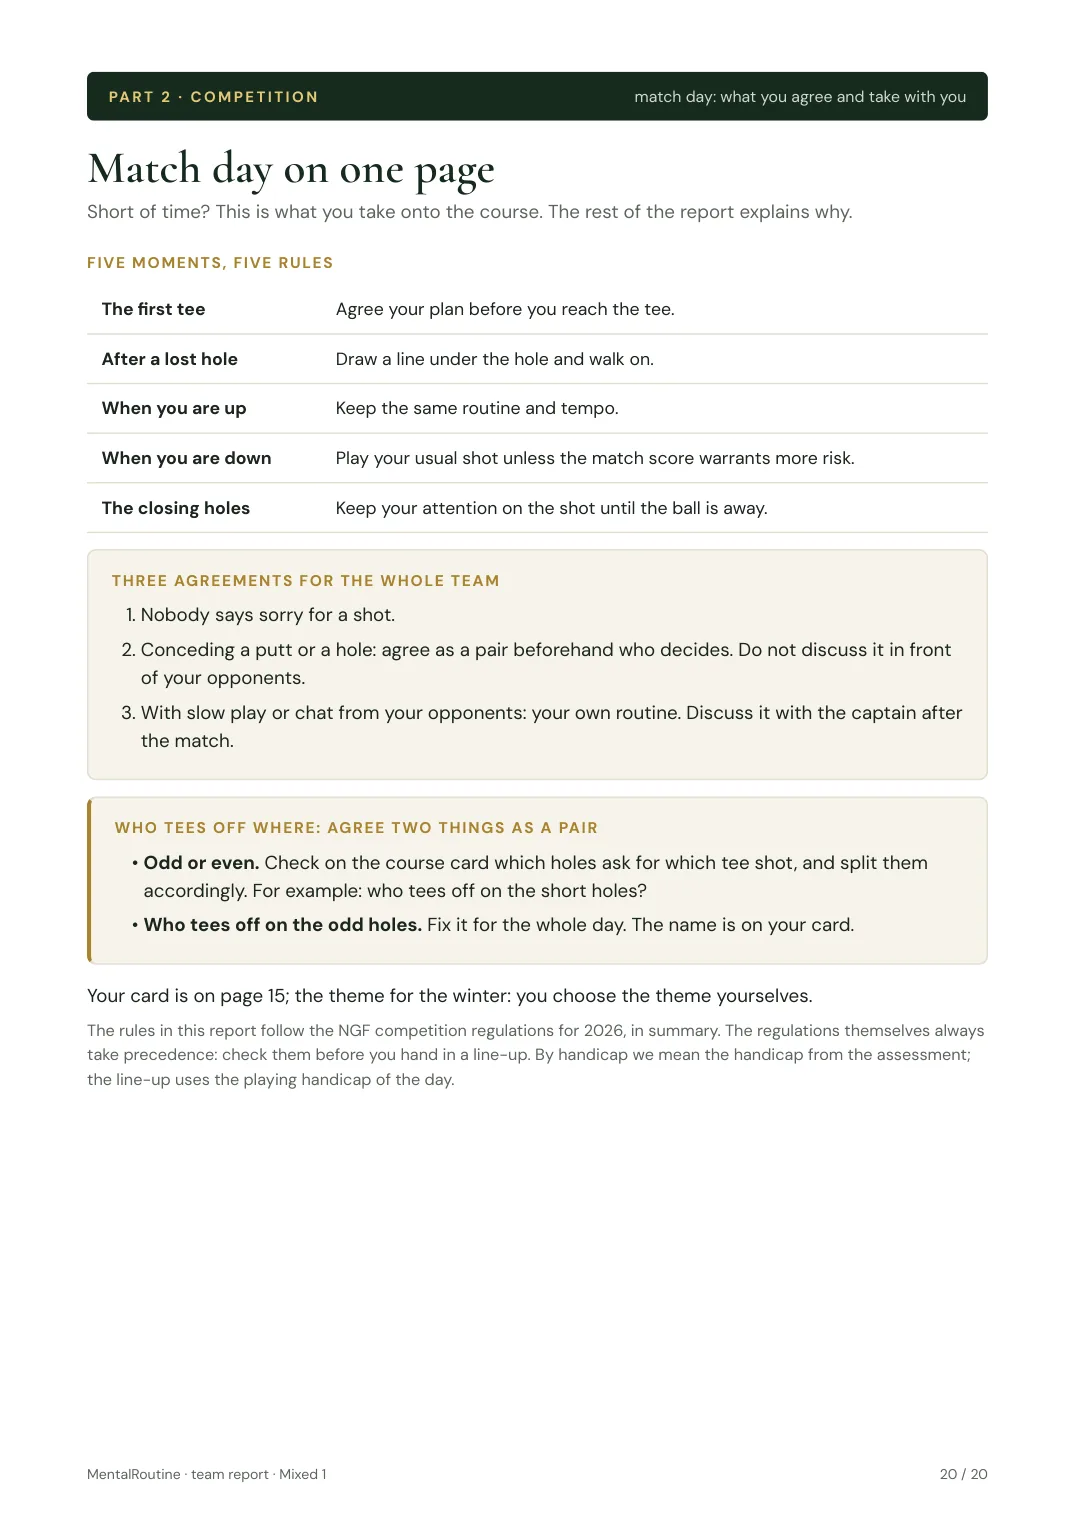 PART 2 · COMPETITION
match day: what you agree and take with you
Match day on one page
Short of time? This is what you take onto the course. The rest of the report explains why.
FIVE MOMENTS, FIVE RULES
The first tee Agree your plan before you reach the tee.
After a lost hole Draw a line under the hole and walk on.
When you are up Keep the same routine and tempo.
When you are down Play your usual shot unless the match score warrants more risk.
The closing holes Keep your attention on the shot until the ball is away.
THREE AGREEMENTS FOR THE WHOLE TEAM
1. Nobody says sorry for a shot.
2. Conceding a putt or a hole: agree as a pair beforehand who decides. Do not discuss it in front
of your opponents.
3. With slow play or chat from your opponents: your own routine. Discuss it with the captain after
the match.
WHO TEES OFF WHERE: AGREE TWO THINGS AS A PAIR
• Odd or even. Check on the course card which holes ask for which tee shot, and split them
accordingly. For example: who tees off on the short holes?
• Who tees off on the odd holes. Fix it for the whole day. The name is on your card.
Your card is on page 15; the theme for the winter: you choose the theme yourselves.
The rules in this report follow the NGF competition regulations for 2026, in summary. The regulations themselves always
take precedence: check them before you hand in a line-up. By handicap we mean the handicap from the assessment;
the line-up uses the playing handicap of the day.
MentalRoutine · team report · Mixed 1
20 / 20